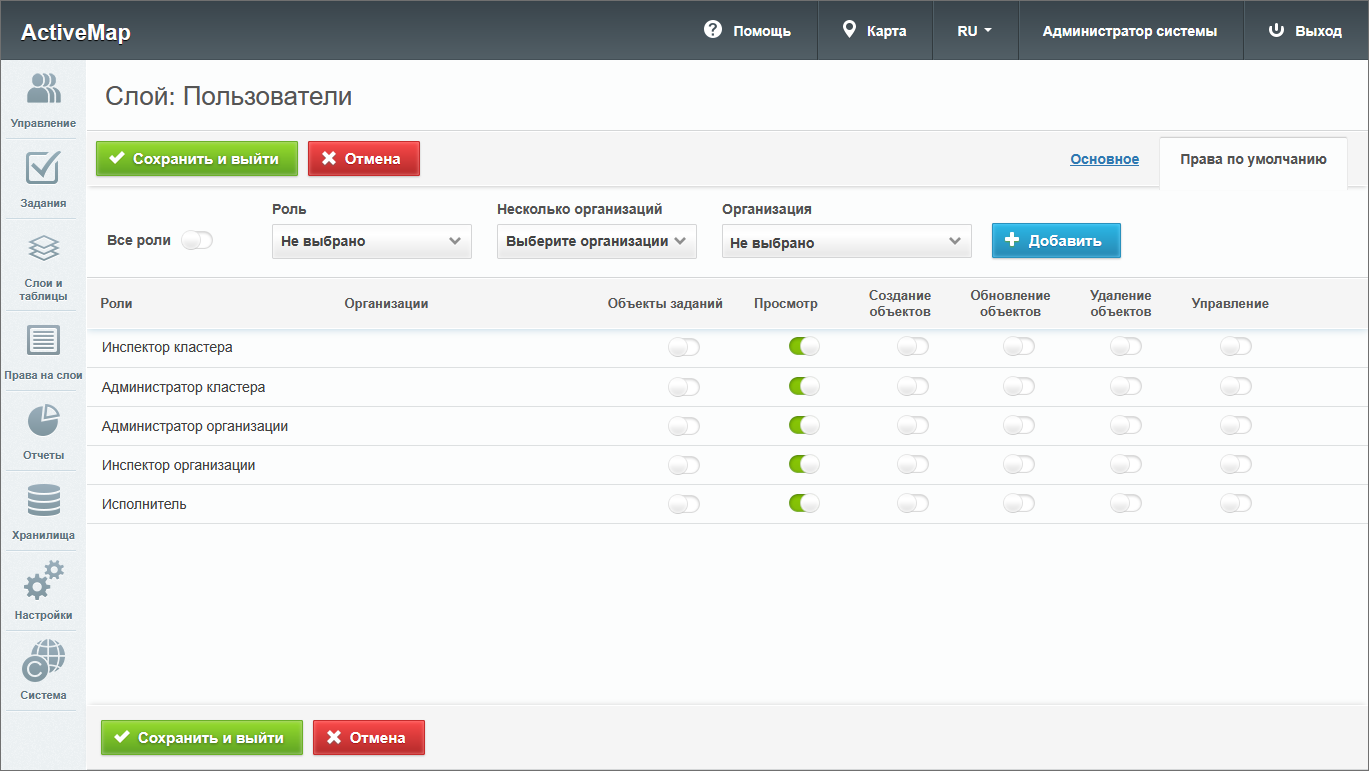 ActiveMap
Помощь
Карта
RU
Администратор системы
Выход
Управление
Задания
Слои и
таблицы
Права на слои
Отчеты
Хранилища
Настройки
Система
Слой: Пользователи
Сохранить и выйти
Отмена
Основное
Права по умолчанию
Все роли
Роль
Не выбрано
Несколько организаций
Выберите организации
Организация
Не выбрано
Добавить
Роли
Организации
Объекты заданий
Просмотр
Создание
объектов
Обновление
объектов
Удаление
объектов
Управление
Инспектор кластера
Администратор кластера
Администратор организации
Инспектор организации
Исполнитель
Сохранить и выйти
Отмена